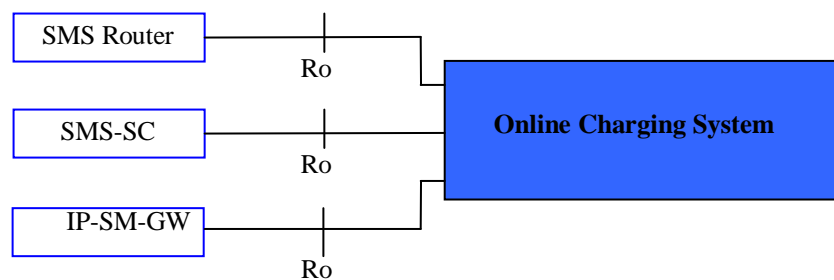 SMS Router
Ro
SMS-SC
Online Charging System
Ro
IP-SM-GW
Ro